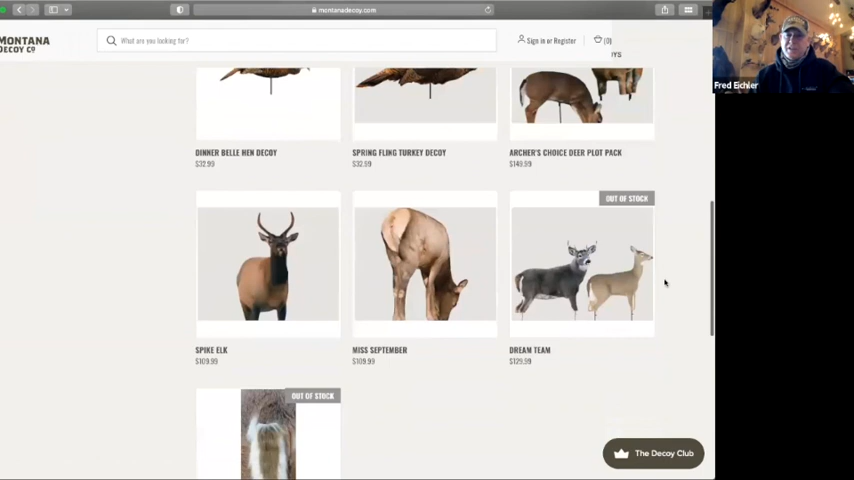 montanadecoy.com
MONTANA
DECOY CO
What are you looking for?
Sign in or Register
(0)
OYS
Fred Eichler
DINNER BELLE HEN DECOY
$32.99
SPRING FLING TURKEY DECOY
$32.99
ARCHER'S CHOICE DEER PLOT PACK
$149.99
OUT OF STOCK
SPIKE ELK
$109.99
MISS SEPTEMBER
$109.99
DREAM TEAM
$129.99
OUT OF STOCK
The Decoy Club